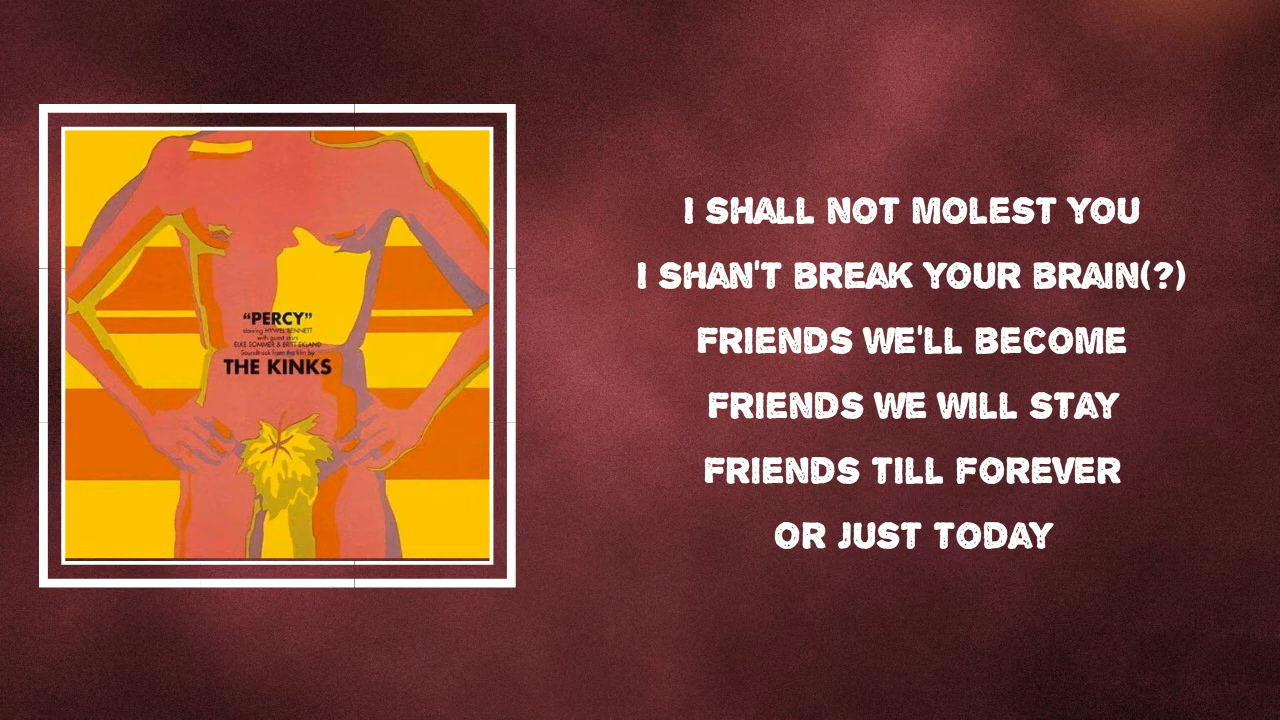 "PERCY"
starring HYWEL BENNETT
with guest stars
ELKE SOMMER & BRITT EKLAND
Soundtrack from the film by
THE KINKS
I SHALL NOT MOLEST YOU
I SHAN'T BREAK YOUR BRAIN(?)
FRIENDS WE'LL BECOME
FRIENDS WE WILL STAY
FRIENDS TILL FOREVER
OR JUST TODAY